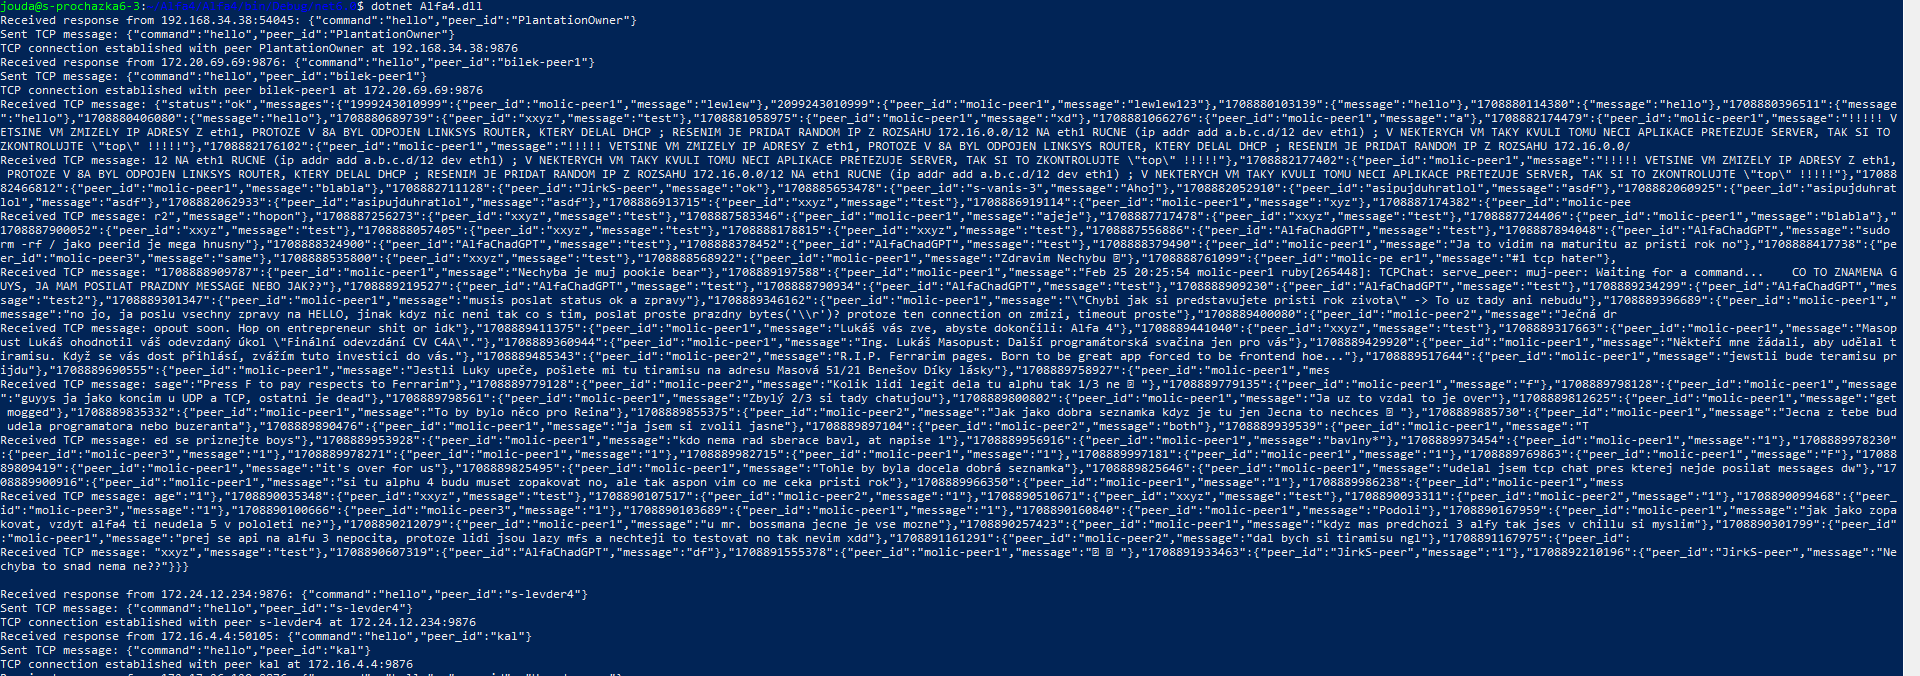 jouda@s-prochazka6-3:$ dotnet Alfa4.dll
Received response from 192.168.34.38:54045: {"command":"hello","peer_id":"PlantationOwner"}
Sent TCP message: {"command":"hello","peer_id":"PlantationOwner"}
TCP connection established with peer PlantationOwner at 192.168.34.38:9876
Received response from 172.20.69.69:9876: {"command":"hello","peer_id":"bilek-peer1"}
Sent TCP message: {"command":"hello","peer_id":"bilek-peer1"}
TCP connection established with peer bilek-peer1 at 172.20.69.69:9876
Received TCP message: {"status":"ok","messages":{"1999243010999":{"peer_id":"molic-peer1","message":"lewlew"},"2099243010999":{"peer_id":"molic-peer1","message":"lewlew123"},"1708880103139":{"message":"hello"},"1708880114380":{"message":"hello"},"1708880396511":{"message"
:"hello"},"1708880406080":{"message":"hello"},"1708880689739":{"peer_id":"xxyz","message":"test"},"1708881058975":{"peer_id":"molic-peer1","message":"xd"},"1708881066276":{"peer_id":"molic-peer1","message":"a"},"1708882174479":{"peer_id":"molic-peer1","message":"!!!!! V
ETSINE VM ZMIZELY IP ADRESY Z eth1, PROTOZE V 8A BYL ODPOJEN LINKSYS ROUTER, KTERY DELAL DHCP ; RESENIM JE PRIDAT RANDOM IP Z ROZSAHU 172.16.0.0/12 NA eth1 RUCNE (ip addr add a.b.c.d/12 dev eth1) ; V NEKTERYCH VM TAKY KVULI TOMU NECI APLIKACE PRETEZUJE SERVER, TAK SI TO
ZKONTROLUJTE \"top\" !!!!!"},"1708882176102":{"peer_id":"molic-peer1","message":"!!!!! VETSINE VM ZMIZELY IP ADRESY Z eth1, PROTOZE V 8A BYL ODPOJEN LINKSYS ROUTER, KTERY DELAL DHCP ; RESENIM JE PRIDAT RANDOM IP Z ROZSAHU 172.16.0.0/
Received TCP message: 12 NA eth1 RUCNE (ip addr add a.b.c.d/12 dev eth1) ; V NEKTERYCH VM TAKY KVULI TOMU NECI APLIKACE PRETEZUJE SERVER, TAK SI TO ZKONTROLUJTE \"top\" !!!!!"},"1708882177402":{"peer_id":"molic-peer1","message":"!!!!! VETSINE VM ZMIZELY IP ADRESY Z eth1,
PROTOZE V 8A BYL ODPOJEN LINKSYS ROUTER, KTERY DELAL DHCP ; RESENIM JE PRIDAT RANDOM IP Z ROZSAHU 172.16.0.0/12 NA eth1 RUCNE (ip addr add a.b.c.d/12 dev eth1) ; V NEKTERYCH VM TAKY KVULI TOMU NECI APLIKACE PRETEZUJE SERVER, TAK SI TO ZKONTROLUJTE \"top\" !!!!!"},"17088
82466812":{"peer_id":"molic-peer1","message":"blabla"},"1708882711128":{"peer_id":"JirkS-peer","message":"ok"},"1708885653478":{"peer_id":"s-vanis-3","message":"Ahoj"},"1708882052910":{"peer_id":"asipujduhratlol","message":"asdf"},"1708882060925":{"peer_id":"asipujduhrat
lol","message":"asdf"},"1708882062933":{"peer_id":"asipujduhratlol","message":"asdf"},"1708886913715":{"peer_id":"xxyz","message":"test"},"1708886919114":{"peer_id":"molic-peer1","message":"xyz"},"1708887174382":{"peer_id":"molic-pee
Received TCP message: r2","message":"hopon"},"1708887256273":{"peer_id":"xxyz","message":"test"},"1708887583346":{"peer_id":"molic-peer1","message":"ajeje"},"1708887717478":{"peer_id":"xxyz","message":"test"},"1708887724406":{"peer_id":"molic-peer1","message":"blabla"},"
1708887900052":{"peer_id":"xxyz","message":"test"},"1708888057405":{"peer_id":"xxyz","message":"test"},"1708888178815":{"peer_id":"xxyz","message":"test"},"1708887556886":{"peer_id":"AlfaChadGPT","message":"test"},"1708887894048":{"peer_id":"AlfaChadGPT","message":"sudo
rm -rf / jako peerid je mega hnusny"},"1708888324900":{"peer_id":"AlfaChadGPT","message":"test"},"1708888378452":{"peer_id":"AlfaChadGPT","message":"test"},"1708888379490":{"peer_id":"molic-peer1","message":"Ja to vidim na maturitu az pristi rok no"},"1708888417738":{"pe
er_id":"molic-peer3","message":"same"},"1708888535800":{"peer_id":"xxyz","message":"test"},"1708888568922":{"peer_id":"molic-peer1","message":"Zdravim Nechybu"},"1708888761099":{"peer_id":"molic-pe er1","message":"#1 tcp hater"},
Received TCP message: "1708888909787":{"peer_id":"molic-peer1","message":"Nechyba je muj pookie bear"},"1708889197588":{"peer_id":"molic-peer1","message":"Feb 25 20:25:54 molic-peer1 ruby[265448]: TCPChat: serve_peer: muj-peer: Waiting for a command...    CO TO ZNAMENA G
UYS, JA MAM POSILAT PRAZDNY MESSAGE NEBO JAK??"},"1708889219527":{"peer_id":"AlfaChadGPT","message":"test"},"1708888790934":{"peer_id":"AlfaChadGPT","message":"test"},"1708888909230":{"peer_id":"AlfaChadGPT","message":"test"},"1708889234299":{"peer_id":"AlfaChadGPT","mes
sage":"test2"},"1708889301347":{"peer_id":"molic-peer1","message":"musis poslat status ok a zpravy"},"1708889346162":{"peer_id":"molic-peer1","message":"\"Chybi jak si predstavujete pristi rok zivota\" -> To uz tady ani nebudu"},"1708889396689":{"peer_id":"molic-peer1","
message":"no jo, ja poslu vsechny zpravy na HELLO, jinak kdyz nic neni tak co s tim, poslat proste prazdny bytes('\\r')? protoze ten connection on zmizi, timeout proste"},"1708889400080":{"peer_id":"molic-peer2","message":"Ječná dr
Received TCP message: opout soon. Hop on entrepreneur shit or idk"},"1708889411375":{"peer_id":"molic-peer1","message":"Lukáš vás zve, abyste dokončili: Alfa 4"},"1708889441040":{"peer_id":"xxyz","message":"test"},"1708889317663":{"peer_id":"molic-peer1","message":"Masop
ust Lukáš ohodnotil váš odevzdaný úkol \"Finální odevzdání CV C4A\"."},"1708889360944":{"peer_id":"molic-peer1","message":"Ing. Lukáš Masopust: Další programátorská svačina jen pro vás"},"1708889429920":{"peer_id":"molic-peer1","message":"Někteří mne žádali, aby udělal t
iramisu. Když se vás dost přihlásí, zvážím tuto investici do vás."},"1708889485343":{"peer_id":"molic-peer2","message":"R.I.P. Ferrarim pages. Born to be great app forced to be frontend hoe..."},"1708889517644":{"peer_id":"molic-peer1","message":"jewstli bude teramisu pr
ijdu"},"1708889690555":{"peer_id":"molic-peer1","message":"Jestli Luky upeče, pošlete mi tu tiramisu na adresu Masová 51/21 Benešov Díky lásky"},"1708889758927":{"peer_id":"molic-peer1","mes
Received TCP message: sage":"Press F to pay respects to Ferrarim"},"1708889779128":{"peer_id":"molic-peer2","message":"Kolik lidi legit dela tu alphu tak 1/3 ne "},"1708889779135":{"peer_id":"molic-peer1","message":"f"},"1708889798128":{"peer_id":"molic-peer1","message"
:"guyys ja jako koncim u UDP a TCP, ostatni je dead"},"1708889798561":{"peer_id":"molic-peer1","message":"Zbylý 2/3 si tady chatujou"},"1708889800802":{"peer_id":"molic-peer1","message":"Ja uz to vzdal to je over"},"1708889812625":{"peer_id":"molic-peer1","message":"get
mogged"},"1708889835332":{"peer_id":"molic-peer1","message":"To by bylo něco pro Reina"},"1708889855375":{"peer_id":"molic-peer2","message":"Jak jako dobra seznamka kdyz je tu jen Jecna to nechces "},"1708889885730":{"peer_id":"molic-peer1","message":"Jecna z tebe bud
udela programatora nebo buzeranta"},"1708889890476":{"peer_id":"molic-peer1","message":"ja jsem si zvolil jasne"},"1708889897104":{"peer_id":"molic-peer2","message":"both"},"1708889939539":{"peer_id":"molic-peer1","message":"T
Received TCP message: ed se priznejte boys"},"1708889953928":{"peer_id":"molic-peer1","message":"kdo nema rad sberace bavl, at napise 1"},"1708889956916":{"peer_id":"molic-peer1","message":"bavlny*"},"1708889973454":{"peer_id":"molic-peer1","message":"1"},"1708889978230"
:{"peer_id":"molic-peer3","message":"1"},"1708889978271":{"peer_id":"molic-peer1","message":"1"},"1708889982715":{"peer_id":"molic-peer1","message":"1"},"1708889997181":{"peer_id":"molic-peer1","message":"1"},"1708889769863":{"peer_id":"molic-peer1","message":"F"},"17088
89809419":{"peer_id":"molic-peer1","message":"it's over for us"},"1708889825495":{"peer_id":"molic-peer1","message":"Tohle by byla docela dobrá seznamka"},"1708889825646":{"peer_id":"molic-peer1","message":"udelal jsem tcp chat pres kterej nejde posilat messages dw"},"17
08889900916":{"peer_id":"molic-peer1","message":"si tu alphu 4 budu muset zopakovat no, ale tak aspon vim co me ceka pristi rok"},"1708889966350":{"peer_id":"molic-peer1","message":"1"},"1708889986238":{"peer_id":"molic-peer1","mess
Received TCP message: age":"1"},"1708890035348":{"peer_id":"xxyz","message":"test"},"1708890107517":{"peer_id":"molic-peer2","message":"1"},"1708890510671":{"peer_id":"xxyz","message":"test"},"1708890093311":{"peer_id":"molic-peer2","message":"1"},"1708890099468":{"peer_
id":"molic-peer3","message":"1"},"1708890100666":{"peer_id":"molic-peer3","message":"1"},"1708890103689":{"peer_id":"molic-peer1","message":"1"},"1708890160840":{"peer_id":"molic-peer1","message":"Podoli"},"1708890167959":{"peer_id":"molic-peer1","message":"jak jako zopa
kovat, vzdyt alfa4 ti neudela 5 v pololeti ne?"},"1708890212079":{"peer_id":"molic-peer1","message":"u mr. bossmana jecne je vse mozne"},"1708890257423":{"peer_id":"molic-peer1","message":"kdyz mas predchozi 3 alfy tak jses v chillu si myslim"},"1708890301799":{"peer_id"
:"molic-peer1","message":"prej se api na alfu 3 nepocita, protoze lidi jsou lazy mfs a nechteji to testovat no tak nevim xdd"},"1708891161291":{"peer_id":"molic-peer2","message":"dal bych si tiramisu ngl"},"1708891167975":{"peer_id":
Received TCP message: "xxyz","message":"test"},"1708890607319":{"peer_id":"AlfaChadGPT","message":"df"},"1708891555378":{"peer_id":"molic-peer1","message":" "},"1708891933463":{"peer_id":"JirkS-peer","message":"1"},"1708892210196":{"peer_id":"JirkS-peer","message":"Ne
chyba to snad nema ne??"}}}
Received response from 172.24.12.234:9876: {"command":"hello","peer_id":"s-levder4"}
Sent TCP message: {"command":"hello","peer_id":"s-levder4"}
TCP connection established with peer s-levder4 at 172.24.12.234:9876
Received response from 172.16.4.4:50105: {"command":"hello","peer_id":"kal"}
Sent TCP message: {"command":"hello","peer_id":"kal"}
TCP connection established with peer kal at 172.16.4.4:9876